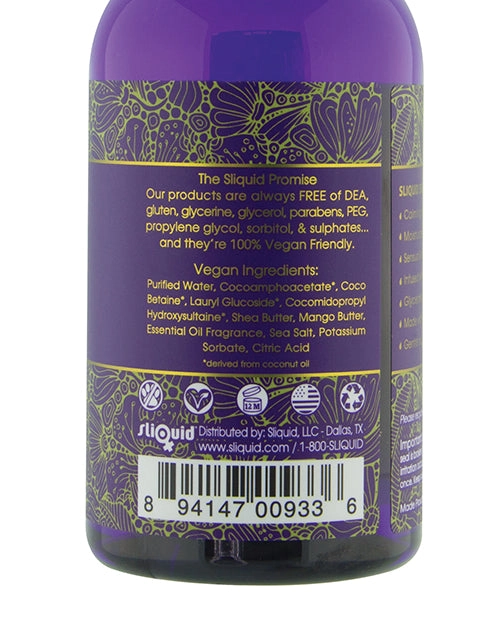 The Sliquid Promise
Our products are always FREE of DEA,
gluten, glycerine, glycerol, parabens, PEG,
propylene glycol, sorbitol, & sulphates...
and they're 100% Vegan Friendly.
Vegan Ingredients:
Purified Water, Cocoamphoacetate*, Coco
Betaine*, Lauryl Glucoside*, Cocomidopropyl
Hydroxysultaine*, Shea Butter, Mango Butter,
Essential Oil Fragrance, Sea Salt, Potassium
Sorbate, Citric Acid
*derived from coconut oil
12 M
sliquid Distributed by: Sliquid, LLC - Dallas, TX
www.sliquid.com / 1-800-SLIQUID
8 94147 00933 6
SLIQUID
Made